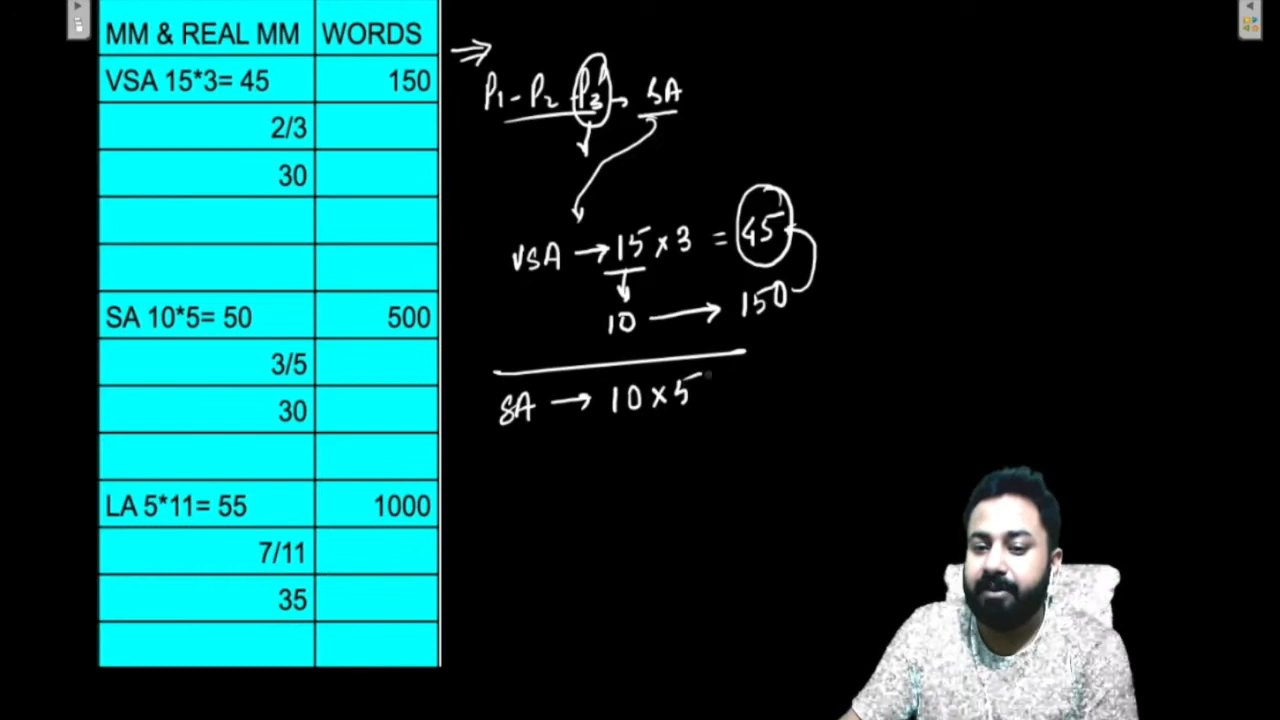 MM & REAL MM WORDS
VSA 15*3= 45 150
2/3
30
SA 10*5= 50 500
3/5
30
LA 5*11= 55 1000
7/11
35
P1 - P2 - P3 → SA
VSA → 15 × 3 = 45
10 → 150
SA → 10 × 5